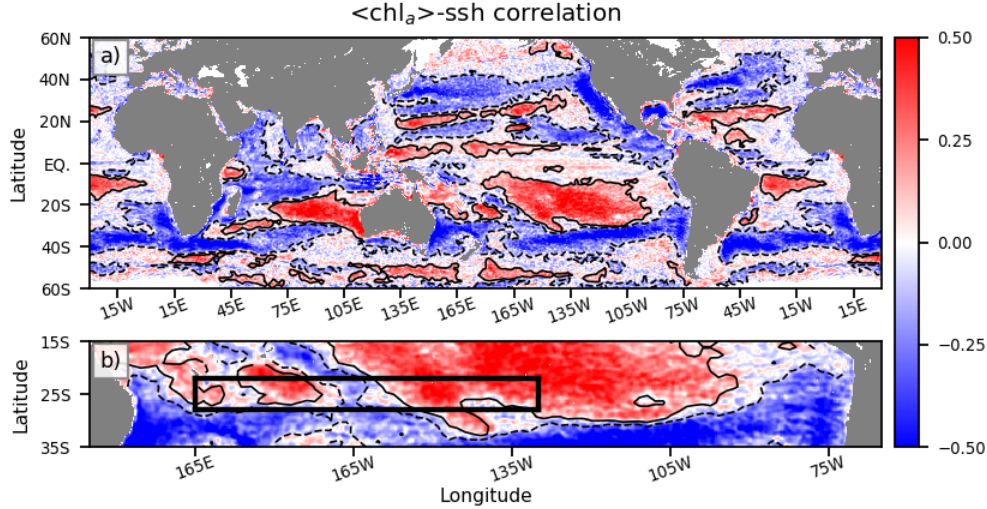 <chlₐ>-ssh correlation
a)
60N
40N
20N
EQ.
20S
40S
60S
Latitude
15W 15E 45E 75E 105E 135E 165E 165W 135W 105W 75W 45W 15W 15E
0.50
0.25
0.00
−0.25
−0.50
b)
15S
25S
35S
Latitude
165E 165W 135W 105W 75W
Longitude